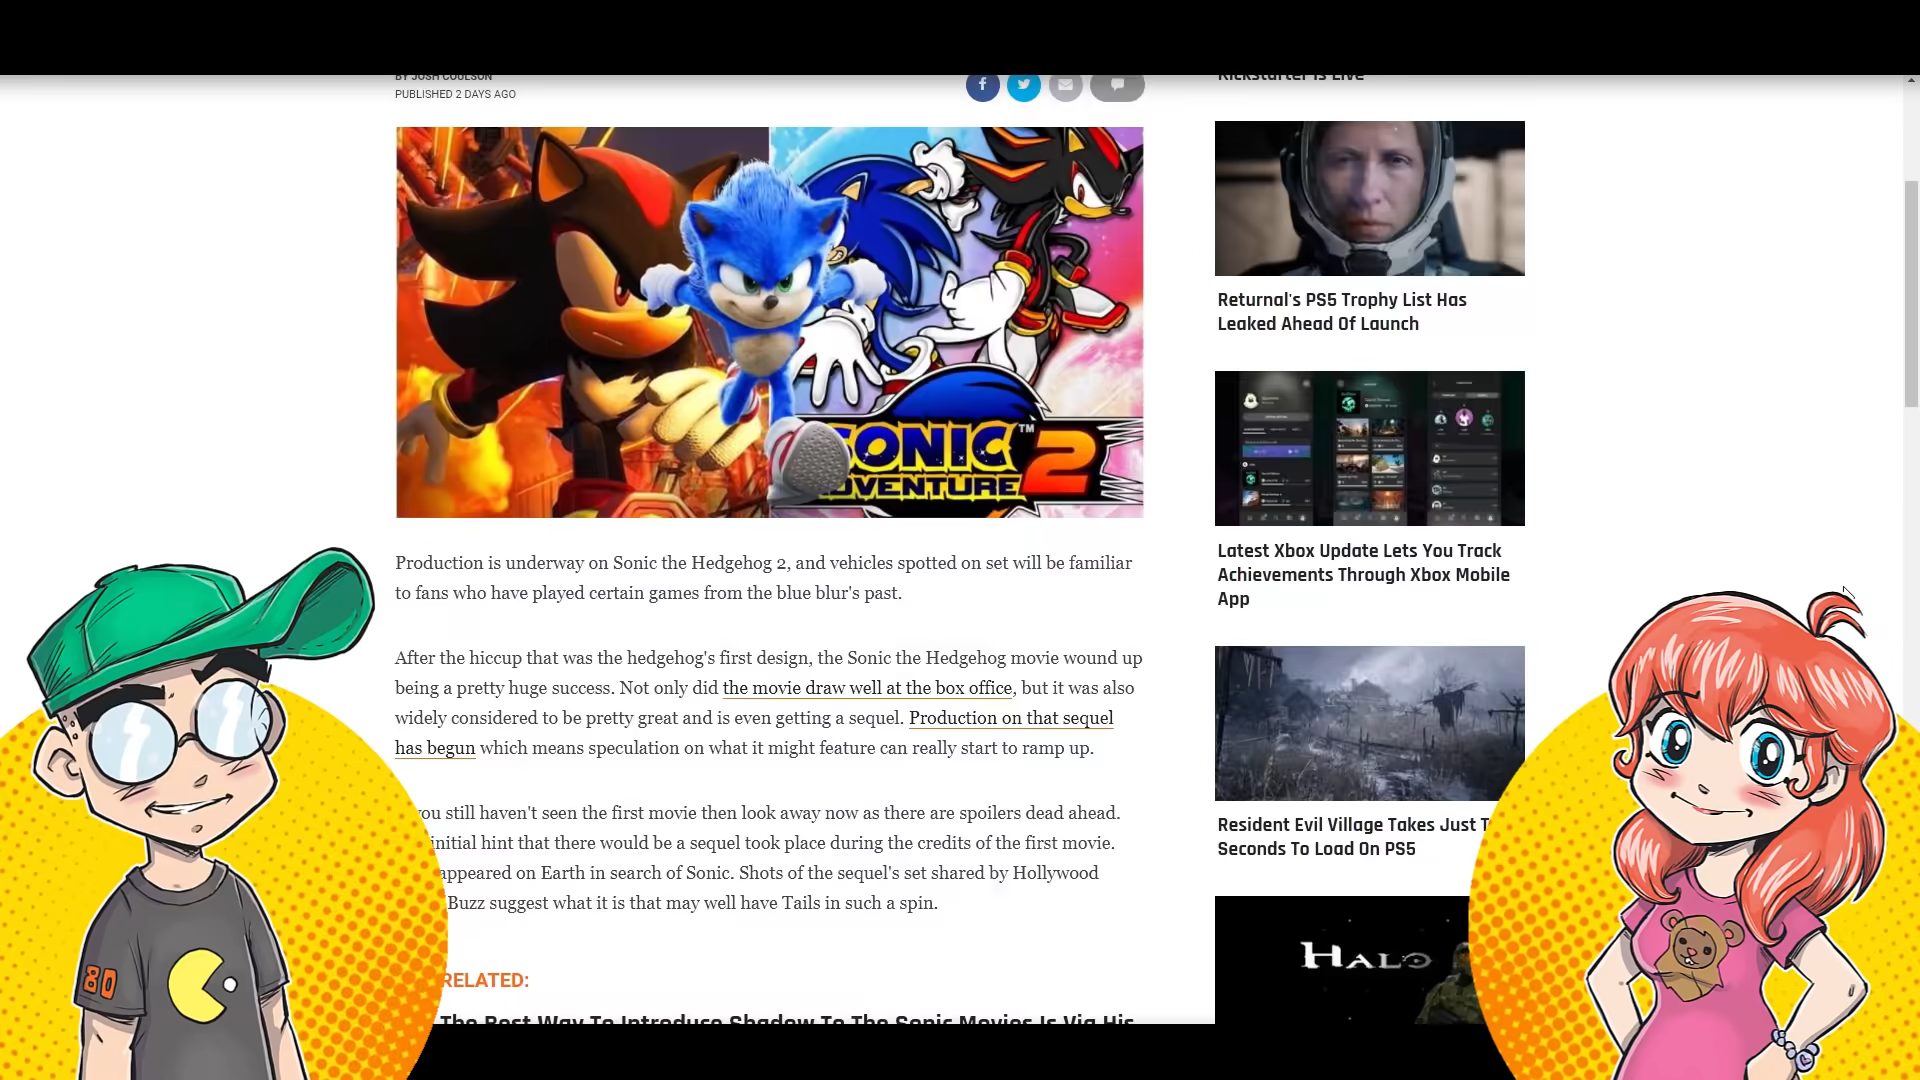 BY JOSH COULSON
PUBLISHED 2 DAYS AGO
SONIC
ADVENTURE
TM
2
Production is underway on Sonic the Hedgehog 2, and vehicles spotted on set will be familiar
to fans who have played certain games from the blue blur's past.
After the hiccup that was the hedgehog's first design, the Sonic the Hedgehog movie wound up
being a pretty huge success. Not only did the movie draw well at the box office, but it was also
widely considered to be pretty great and is even getting a sequel. Production on that sequel
has begun which means speculation on what it might feature can really start to ramp up.
you still haven't seen the first movie then look away now as there are spoilers dead ahead.
initial hint that there would be a sequel took place during the credits of the first movie.
appeared on Earth in search of Sonic. Shots of the sequel's set shared by Hollywood
Buzz suggest what it is that may well have Tails in such a spin.
RELATED:
The Best Way To Introduce Shadow To The Sonic Movies Is Via His
Kickstarter Is Live
Returnal's PS5 Trophy List Has
Leaked Ahead Of Launch
Latest Xbox Update Lets You Track
Achievements Through Xbox Mobile
App
Resident Evil Village Takes Just
Seconds To Load On PS5
HALO
80